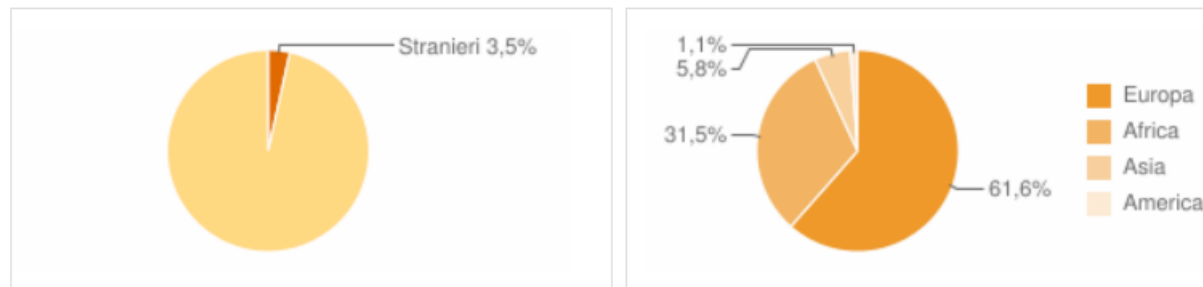 Stranieri 3,5%
1,1%
5,8%
31,5%
61,6%
Europa
Africa
Asia
America